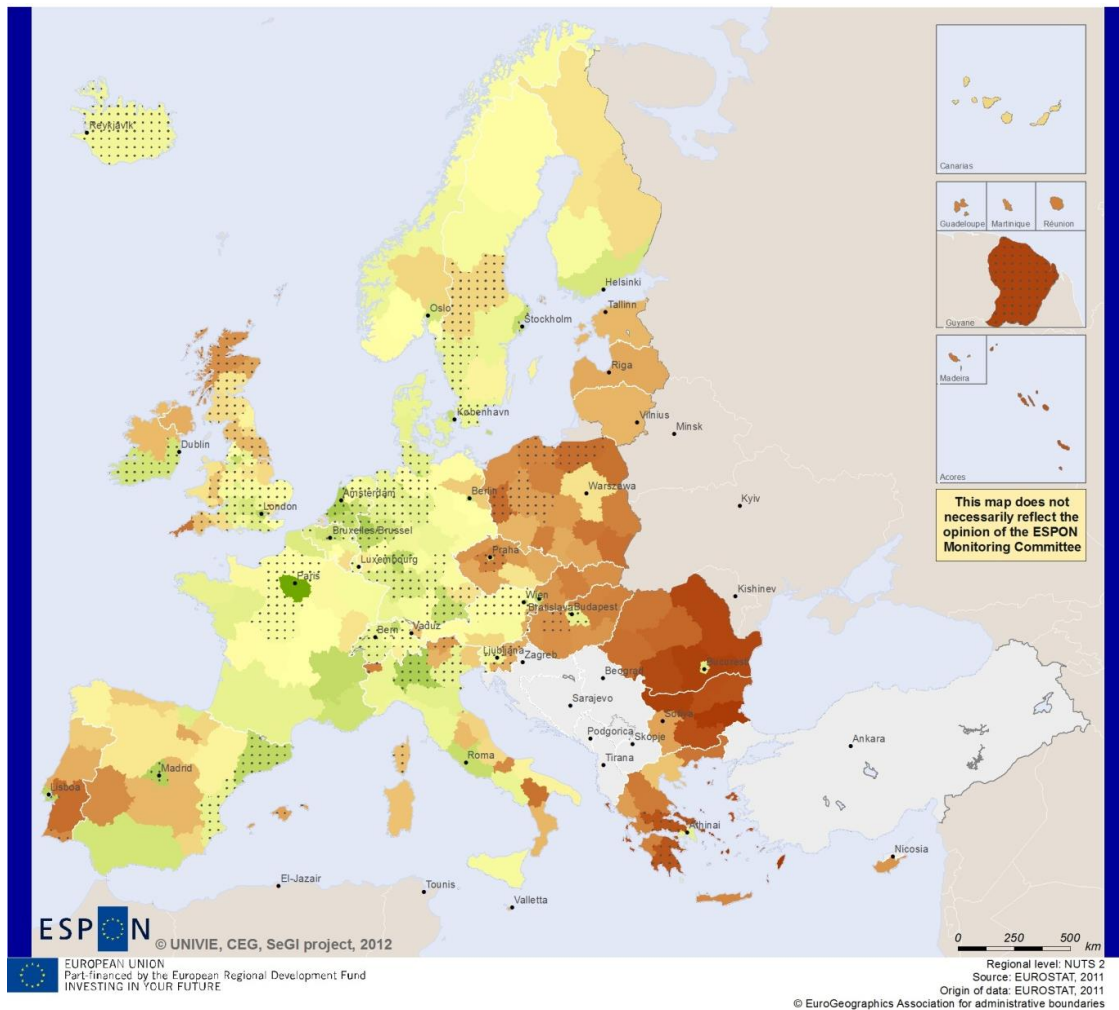 Reykjavík
Canarias
Guadeloupe
Martinique
Réunion
Helsinki
Tallinn
Oslo
Stockholm
Guyane
Riga
Madeira
København
Vilnius
Minsk
Dublin
Acores
Amsterdam
Berlin
Warszawa
London
Kyiv
This map does not
necessarily reflect the
opinion of the ESPON
Monitoring Committee
Bruxelles/Brussel
Luxembourg
Praha
Paris
Wien
Kishinev
Bratislava
Budapest
Bern
Vaduz
Ljubljana
Zagreb
Beograd
Sarajevo
Podgorica
Skopje
Ankara
Roma
Tirana
Madrid
Lisboa
Athinai
Nicosia
El-Jazair
Tounis
Valletta
ESPON
© UNIVIE, CEG, SeGI project, 2012
0 250 500
km
EUROPEAN UNION
Part-financed by the European Regional Development Fund
INVESTING IN YOUR FUTURE
Regional level: NUTS 2
Source: EUROSTAT, 2011
Origin of data: EUROSTAT, 2011
© EuroGeographics Association for administrative boundaries